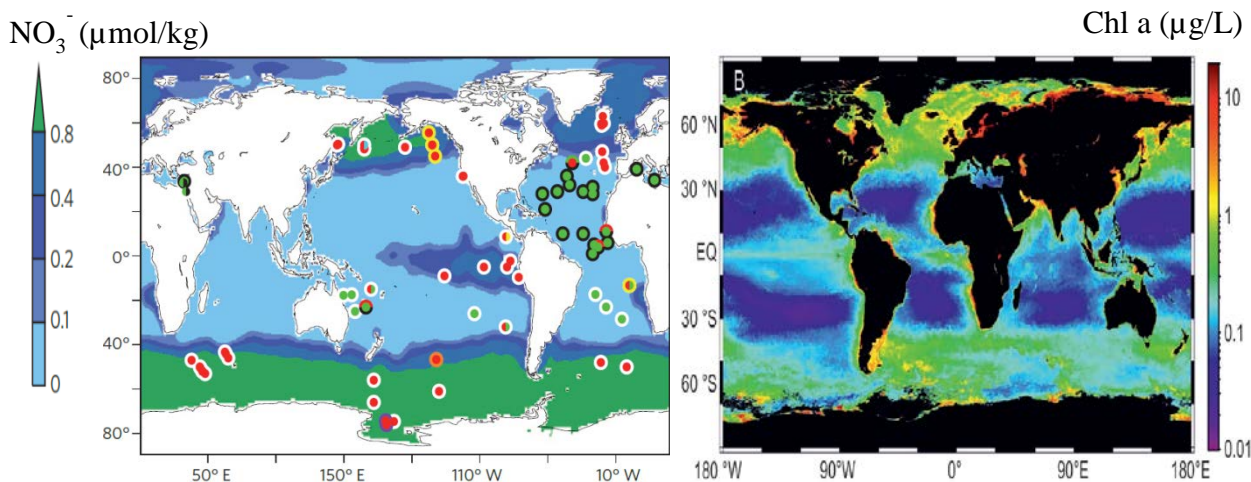 NO₃⁻ (µmol/kg)
Chl a (µg/L)
0.8
0.4
0.2
0.1
0
80°
40°
0°
40°
80°
50° E
150° E
110° W
10° W
B
60 °N
30 °N
EQ
30 °S
60 °S
180 °W
90°W
0°
90°E
180°E
10
1
0.1
0.01